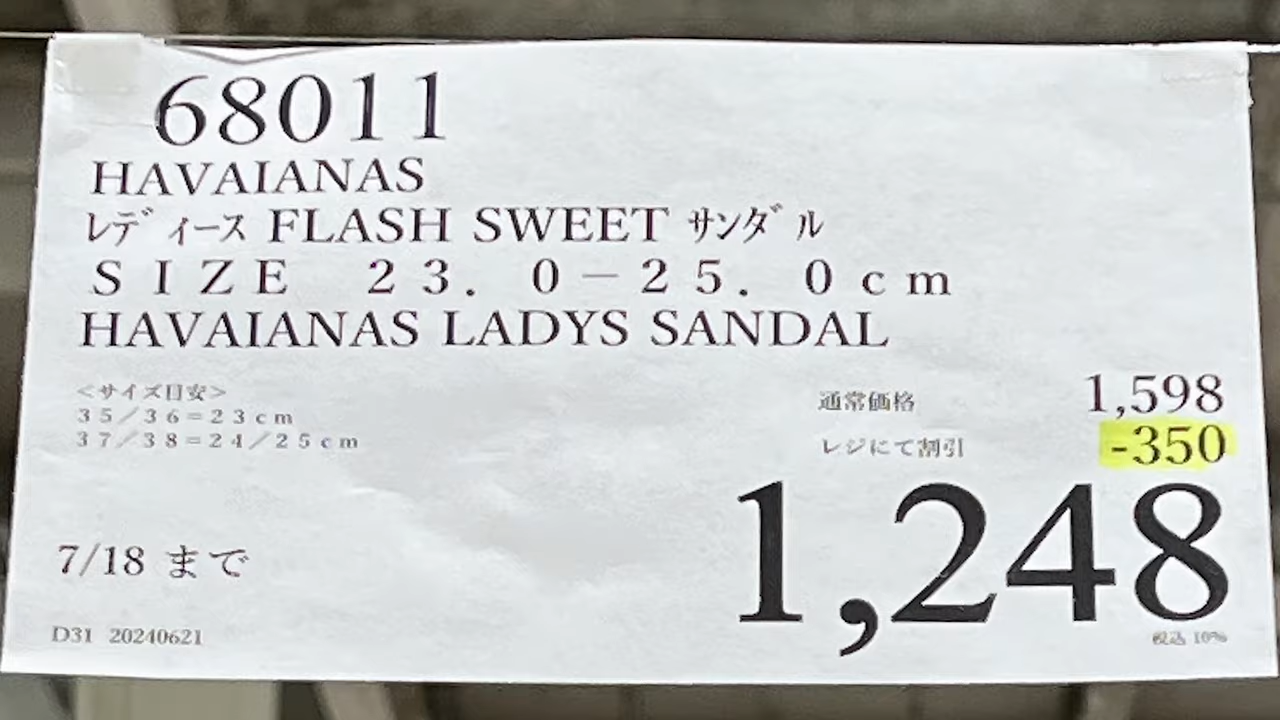 68011
HAVAIANAS
ﾚﾃﾞｨｰｽ FLASH SWEET ｻﾝﾀﾞﾙ
ＳＩＺＥ　２３．０－２５．０ｃｍ
HAVAIANAS LADYS SANDAL
＜サイズ目安＞
３５／３６＝２３ｃｍ
３７／３８＝２４／２５ｃｍ
通常価格 1,598
レジにて割引 -350
1,248
税込 10%
7/18 まで
D31 20240621